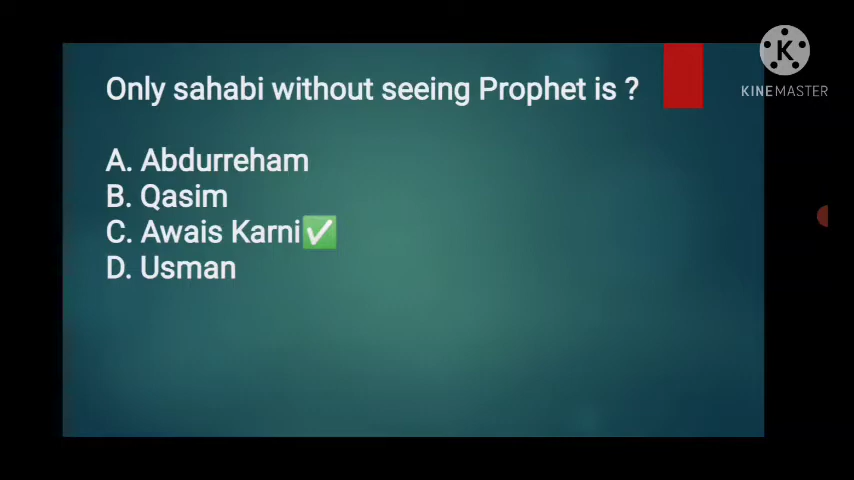 Only sahabi without seeing Prophet is ?
A. Abdurreham
B. Qasim
C. Awais Karni✅
D. Usman
K
KINEMASTER